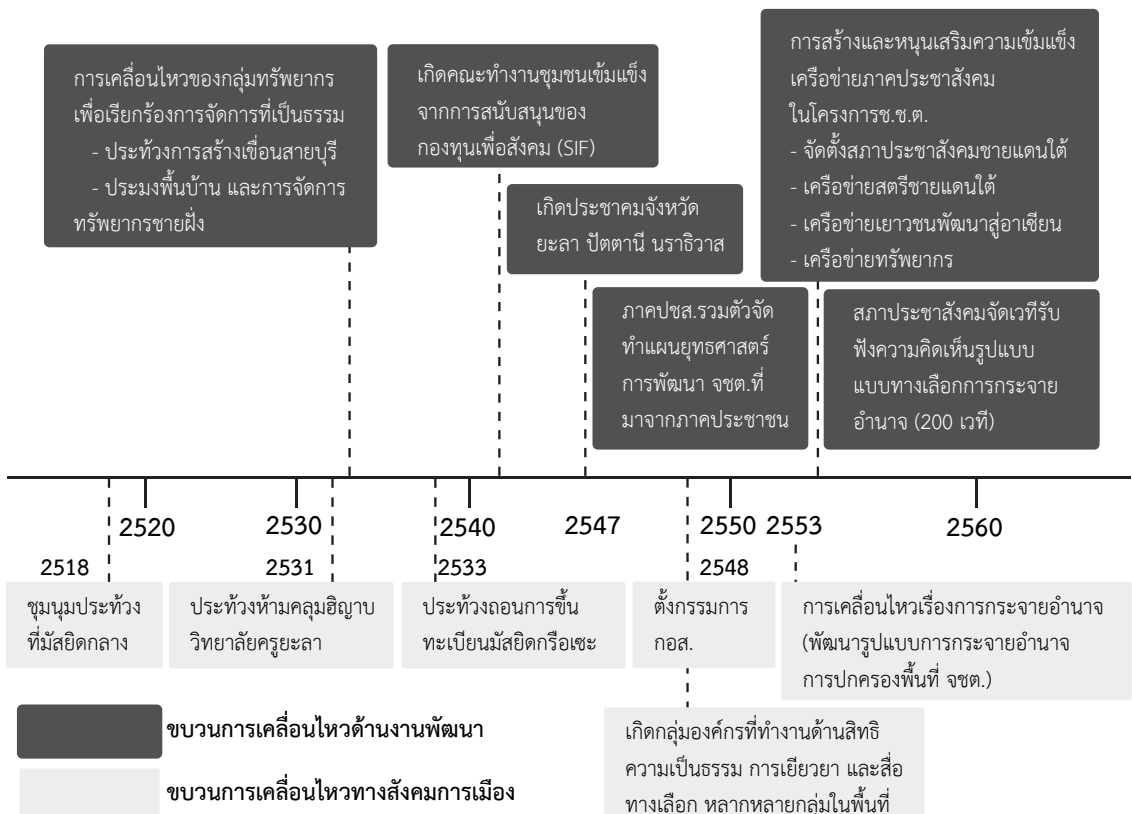 การเคลื่อนไหวของกลุ่มทรัพยากร
เพื่อเรียกร้องการจัดการที่เป็นธรรม
- ประท้วงการสร้างเขื่อนสายบุรี
- ประมงพื้นบ้าน และการจัดการ
ทรัพยากรชายฝั่ง
เกิดคณะทำงานชุมชนเข้มแข็ง
จากการสนับสนุนของ
กองทุนเพื่อสังคม (SIF)
เกิดประชาคมจังหวัด
ยะลา ปัตตานี นราธิวาส
การสร้างและหนุนเสริมความเข้มแข็ง
เครือข่ายภาคประชาสังคม
ในโครงการช.ช.ต.
- จัดตั้งสภาประชาสังคมชายแดนใต้
- เครือข่ายสตรีชายแดนใต้
- เครือข่ายเยาวชนพัฒนาสู่อาเซียน
- เครือข่ายทรัพยากร
ภาคปชส.รวมตัวจัด
ทำแผนยุทธศาสตร์
การพัฒนา จชต.ที่
มาจากภาคประชาชน
สภาประชาสังคมจัดเวทีรับ
ฟังความคิดเห็นรูปแบบ
แบบทางเลือกการกระจาย
อำนาจ (200 เวที)
2520 2530 2540 2547 2550 2553 2560
2518 2531 2533 2548
ชุมนุมประท้วง
ที่มัสยิดกลาง
ประท้วงห้ามคลุมฮิญาบ
วิทยาลัยครูยะลา
ประท้วงถอนการขึ้น
ทะเบียนมัสยิดกรือเซะ
ตั้งกรรมการ
กอส.
การเคลื่อนไหวเรื่องการกระจายอำนาจ
(พัฒนารูปแบบการกระจายอำนาจ
การปกครองพื้นที่ จชต.)
เกิดกลุ่มองค์กรที่ทำงานด้านสิทธิ
ความเป็นธรรม การเยียวยา และสื่อ
ทางเลือก หลากหลายกลุ่มในพื้นที่
ขบวนการเคลื่อนไหวด้านงานพัฒนา
ขบวนการเคลื่อนไหวทางสังคมการเมือง